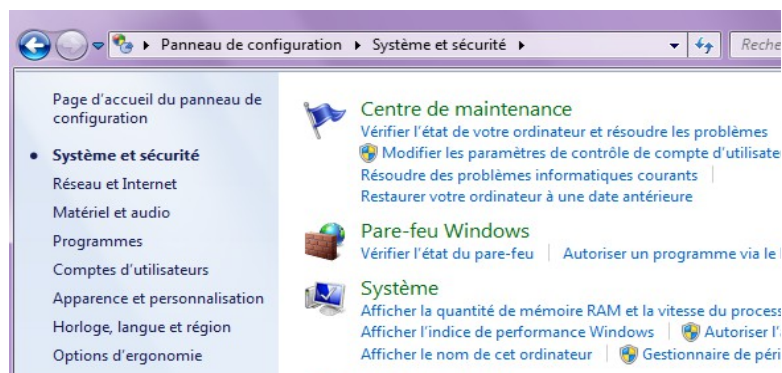 Panneau de configuration Système et sécurité
Page d'accueil du panneau de
configuration
Système et sécurité
Réseau et Internet
Matériel et audio
Programmes
Comptes d'utilisateurs
Apparence et personnalisation
Horloge, langue et région
Options d'ergonomie
Centre de maintenance
Vérifier l'état de votre ordinateur et résoudre les problèmes
Modifier les paramètres de contrôle de compte d'utilisate
Résoudre des problèmes informatiques courants
Restaurer votre ordinateur à une date antérieure
Pare-feu Windows
Vérifier l'état du pare-feu Autoriser un programme via le
Système
Afficher la quantité de mémoire RAM et la vitesse du process
Afficher l'indice de performance Windows Autoriser l'
Afficher le nom de cet ordinateur Gestionnaire de péri